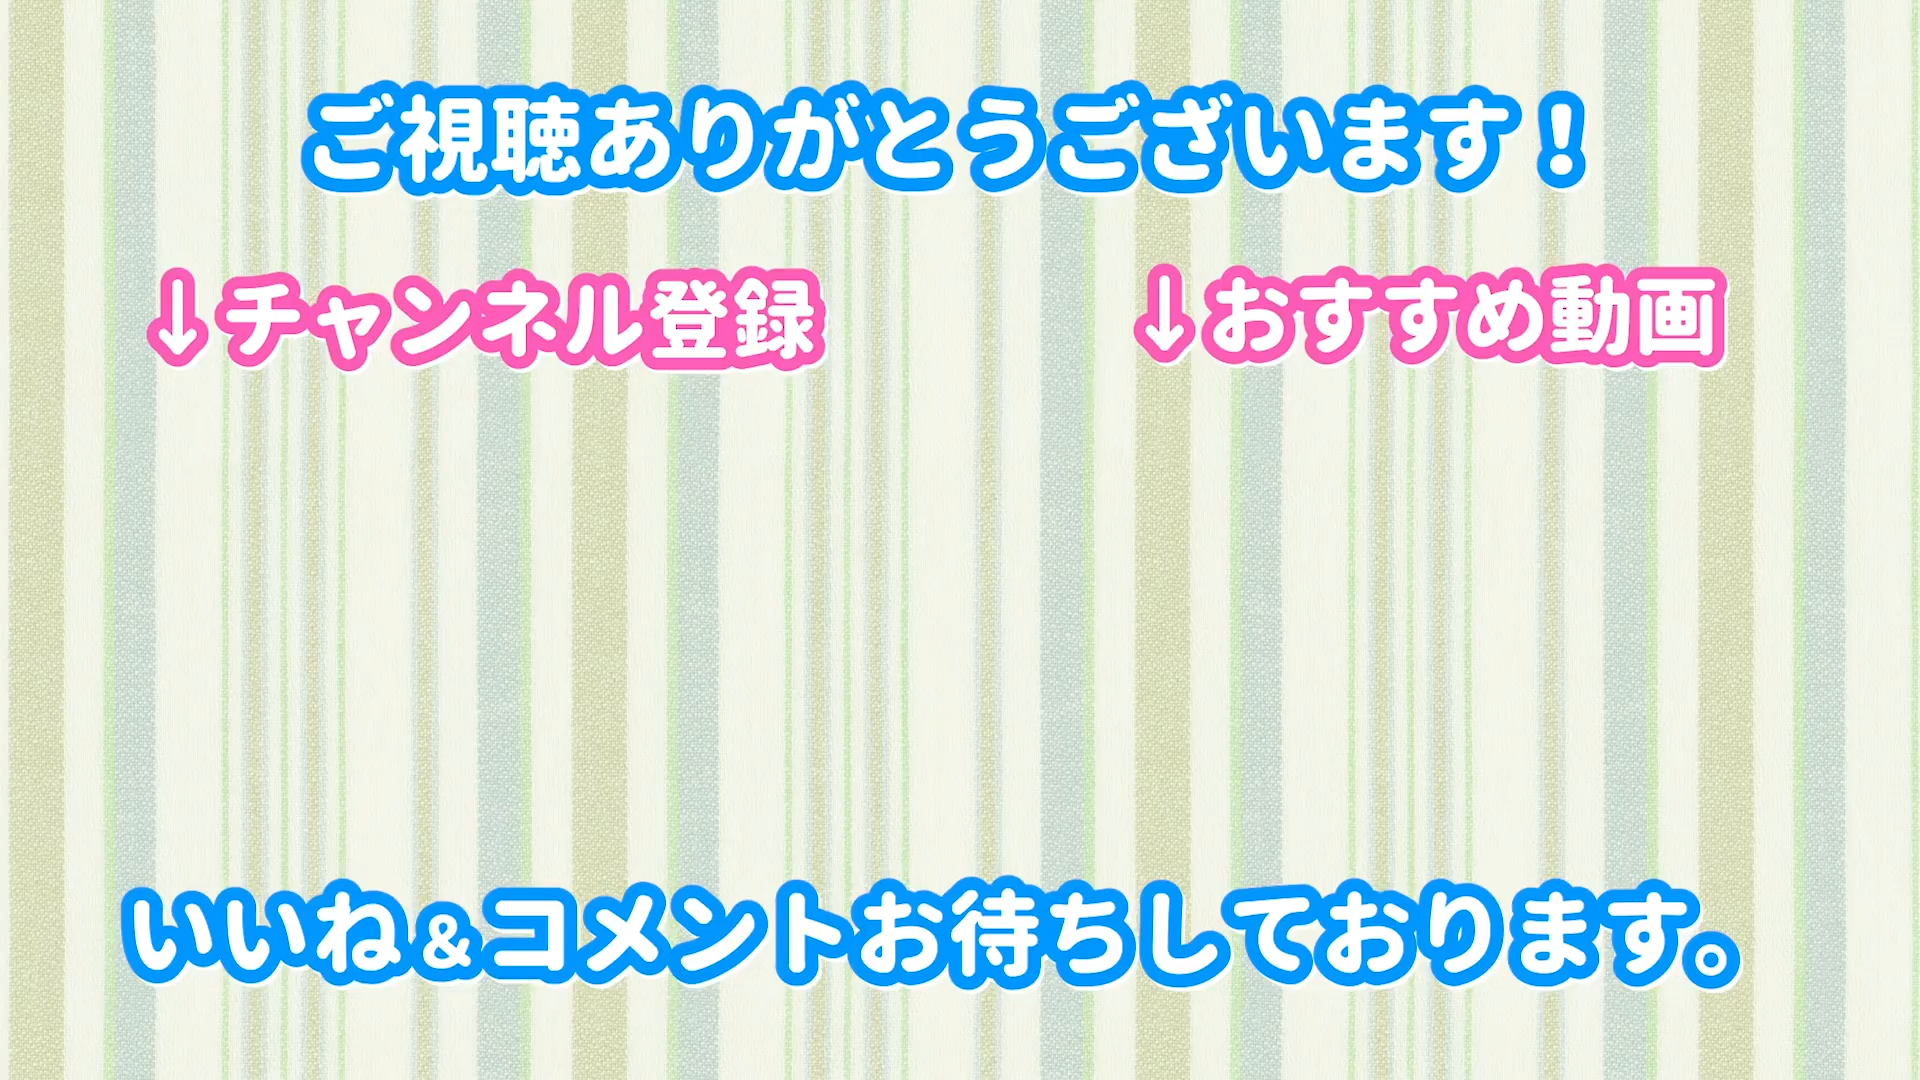 ご視聴ありがとうございます！
↓チャンネル登録
↓おすすめ動画
いいね&コメントお待ちしております。